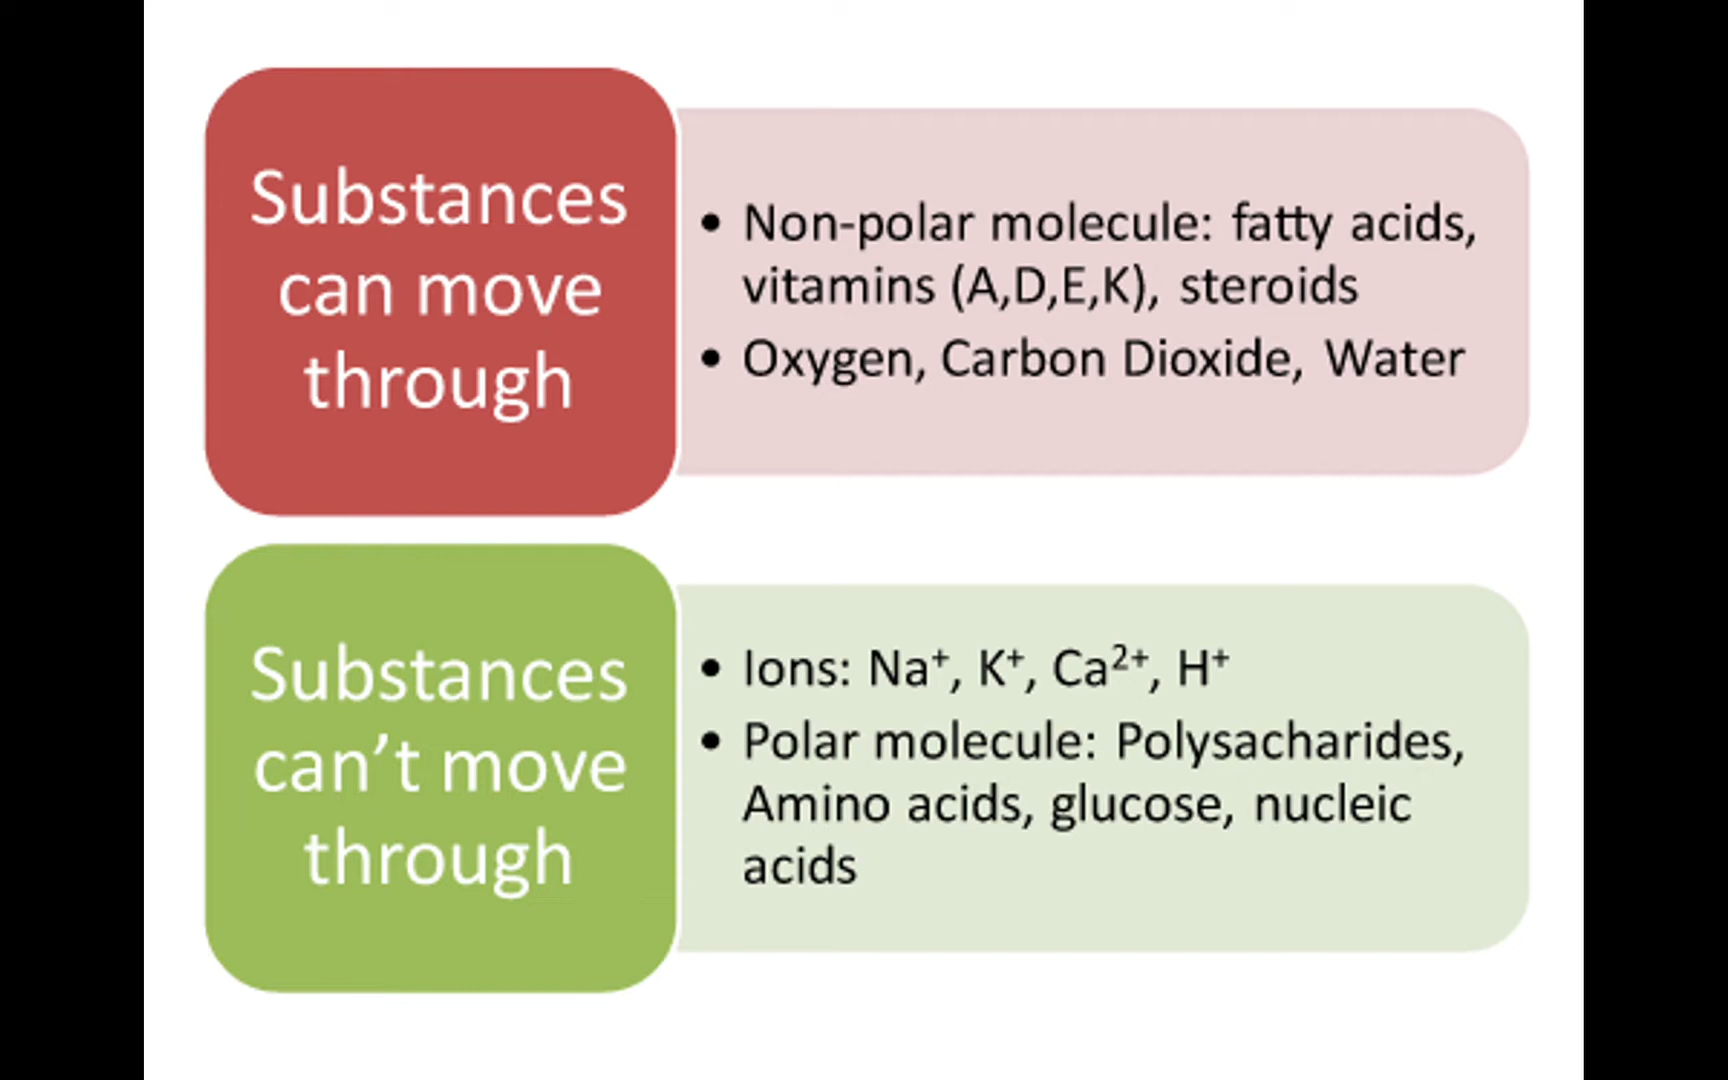 Substances
can move
through
• Non-polar molecule: fatty acids,
vitamins (A,D,E,K), steroids
• Oxygen, Carbon Dioxide, Water
Substances
can’t move
through
• Ions: Na⁺, K⁺, Ca²⁺, H⁺
• Polar molecule: Polysacharides,
Amino acids, glucose, nucleic
acids